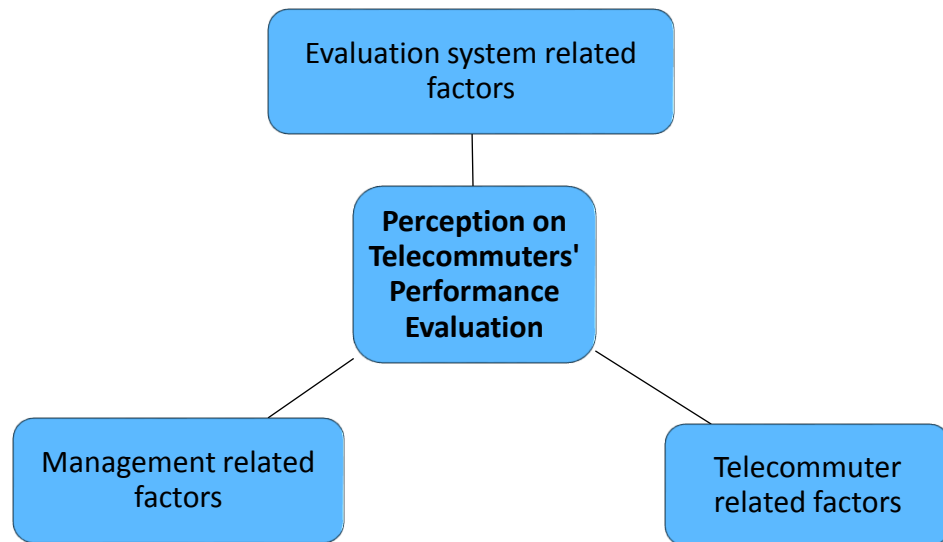 Evaluation system related
factors
Perception on
Telecommuters'
Performance
Evaluation
Management related
factors
Telecommuter
related factors